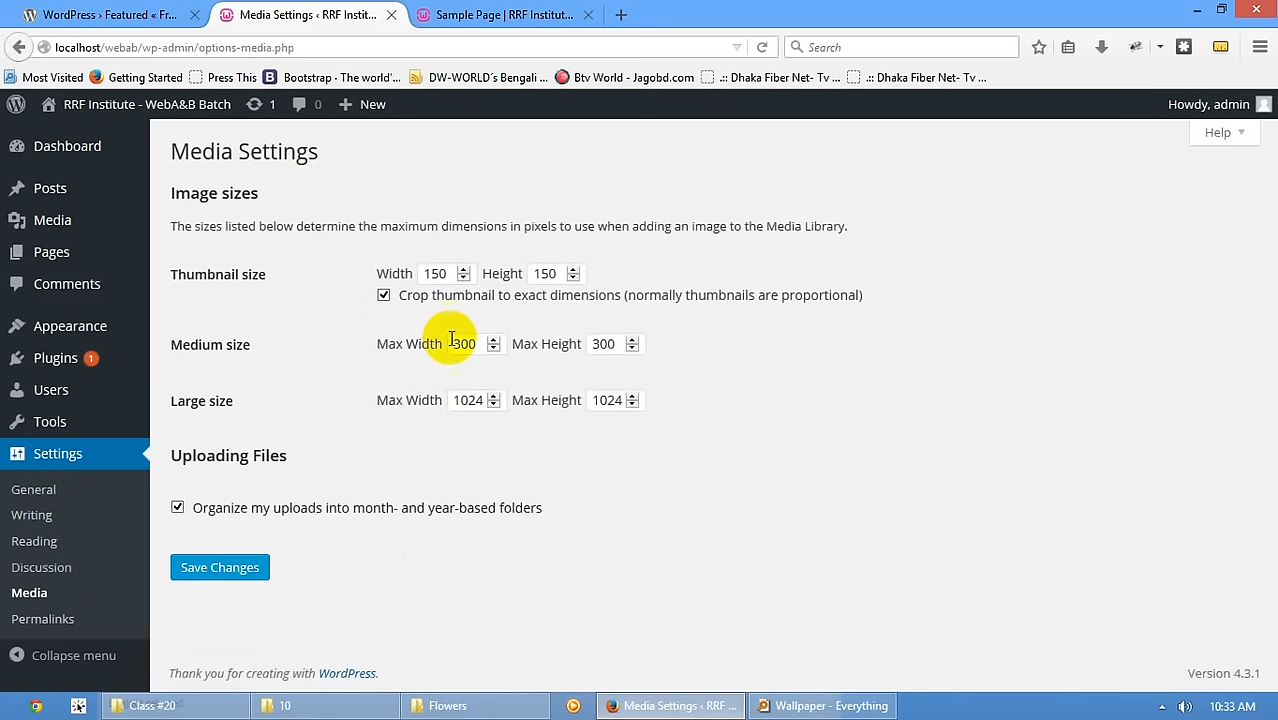 WordPress › Featured « Fr...
Media Settings ‹ RRF Instit...
Sample Page | RRF Institut...
localhost/webab/wp-admin/options-media.php
Search
Most Visited
Getting Started
Press This
Bootstrap · The world'...
DW-WORLD´s Bengali ...
Btv World - Jagobd.com
.:: Dhaka Fiber Net- Tv ...
.:: Dhaka Fiber Net- Tv ...
RRF Institute - WebA&B Batch
1
0
New
Howdy, admin
Help
Dashboard
Posts
Media
Pages
Comments
Appearance
Plugins 1
Users
Tools
Settings
General
Writing
Reading
Discussion
Media
Permalinks
Collapse menu
Media Settings
Image sizes
The sizes listed below determine the maximum dimensions in pixels to use when adding an image to the Media Library.
Thumbnail size
Width 150 Height 150
Crop thumbnail to exact dimensions (normally thumbnails are proportional)
Medium size
Max Width 300 Max Height 300
Large size
Max Width 1024 Max Height 1024
Uploading Files
Organize my uploads into month- and year-based folders
Save Changes
Thank you for creating with WordPress.
Version 4.3.1
Class #20
10
Flowers
Media Settings ‹ RRF ...
Wallpaper - Everything
10:33 AM